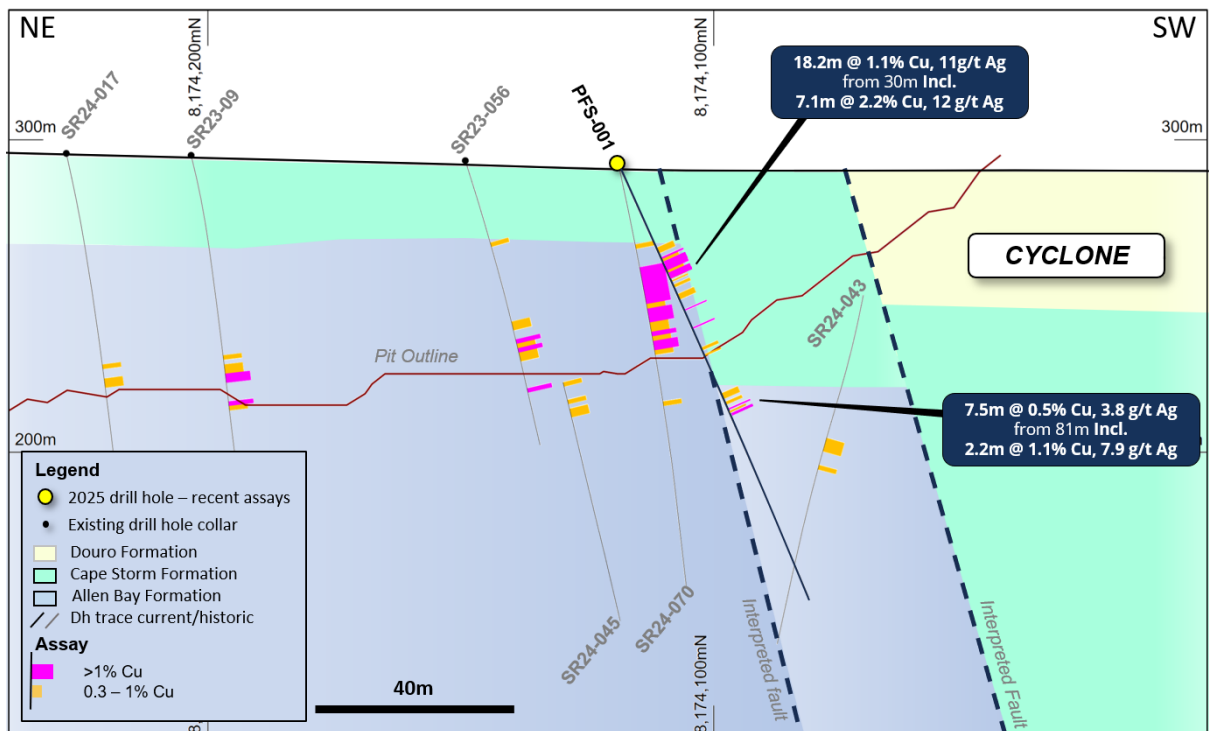 NE
SW
8,174,200mN
8,174,100mN
300m
300m
SR24-017
SR23-09
SR23-056
PFS-001
18.2m @ 1.1% Cu, 11g/t Ag
from 30m Incl.
7.1m @ 2.2% Cu, 12 g/t Ag
CYCLONE
SR24-043
Pit Outline
7.5m @ 0.5% Cu, 3.8 g/t Ag
from 81m Incl.
2.2m @ 1.1% Cu, 7.9 g/t Ag
200m
Legend
2025 drill hole – recent assays
Existing drill hole collar
Douro Formation
Cape Storm Formation
Allen Bay Formation
Dh trace current/historic
Assay
>1% Cu
0.3 – 1% Cu
40m
SR24-045
SR24-070
8,174,100mN
Interpreted fault
Interpreted Fault